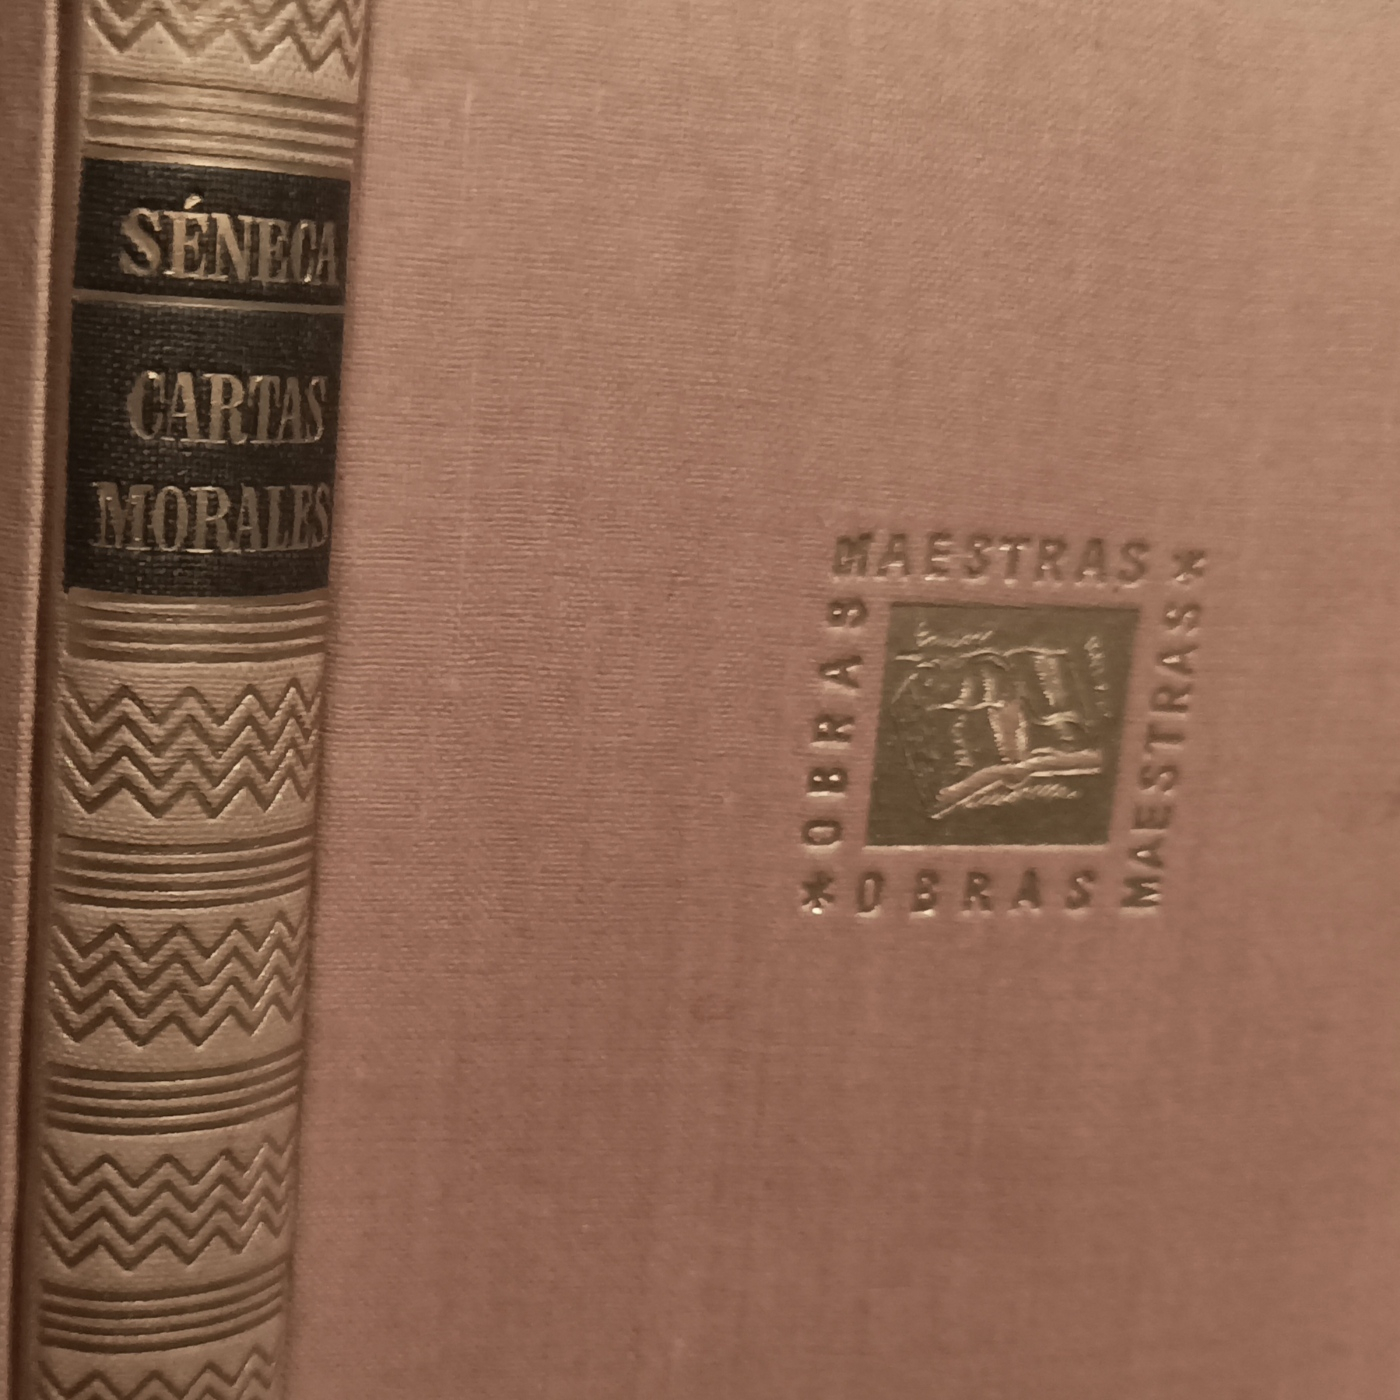 SÉNECA
CARTAS
MORALES
OBRAS
MAESTRAS *
* OBRAS
MAESTRAS